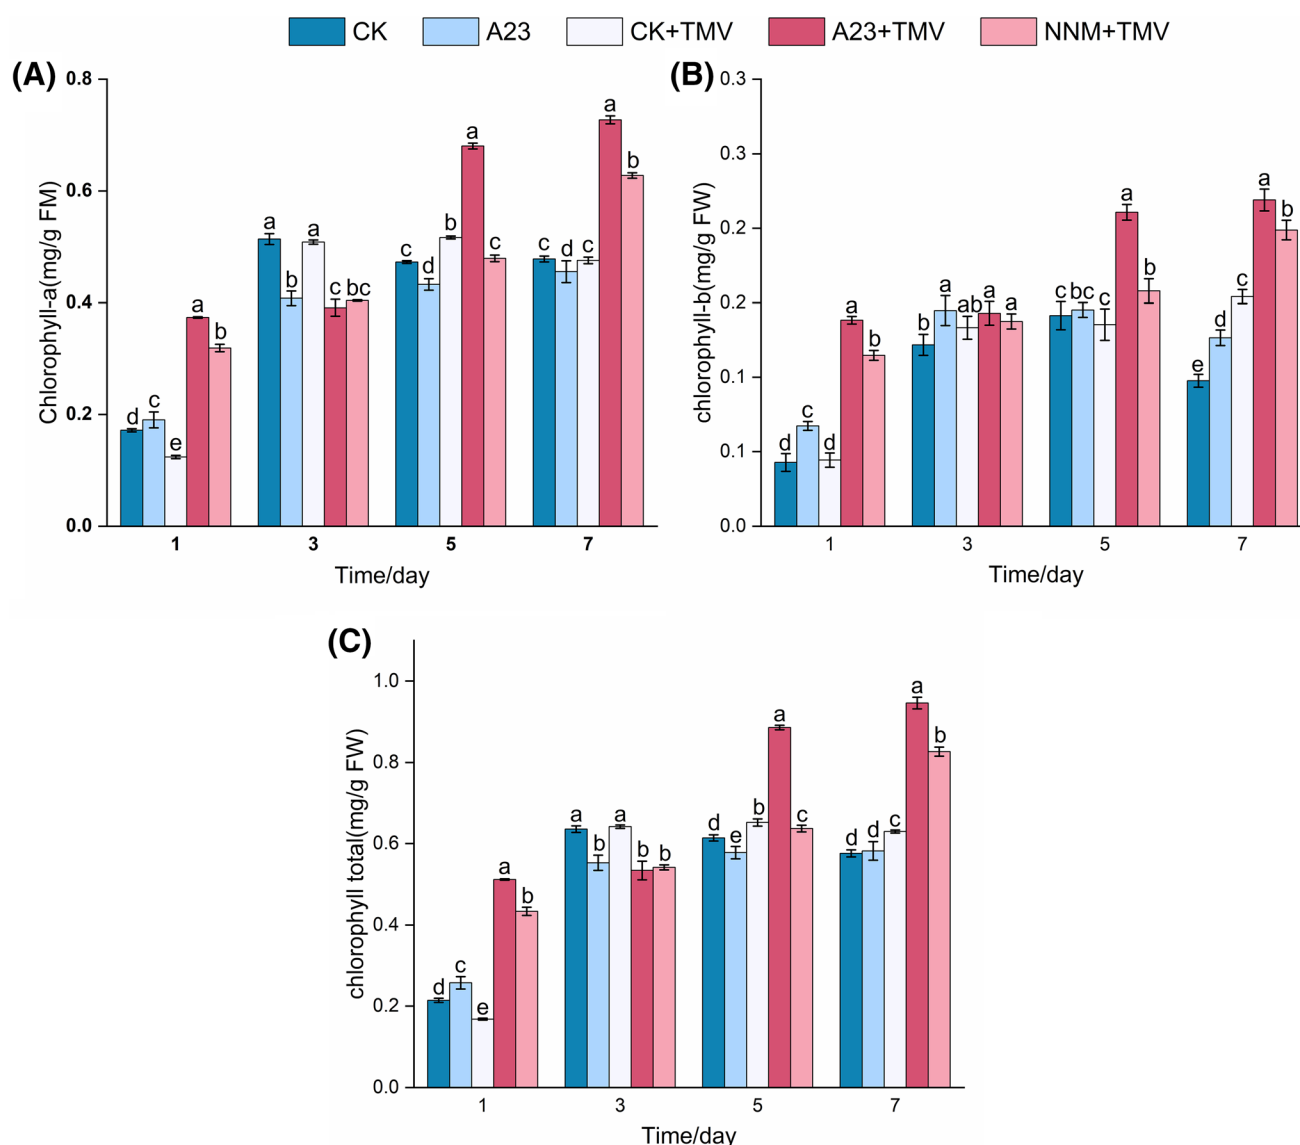 CK A23 CK+TMV A23+TMV NNM+TMV
(A)
Chlorophyll-a(mg/g FM)
0.8
0.6
0.4
0.2
0.0
d c e a b
a b a c bc
c d b a c
c d c a b
1 3 5 7
Time/day
(B)
chlorophyll-b(mg/g FW)
0.3
0.3
0.2
0.2
0.1
0.1
0.0
d c d a b
b a ab a a
c bc c a b
e d c a b
1 3 5 7
Time/day
(C)
chlorophyll total(mg/g FW)
1.0
0.8
0.6
0.4
0.2
0.0
d c e a b
a b a b b
d e b a c
d d c a b
1 3 5 7
Time/day